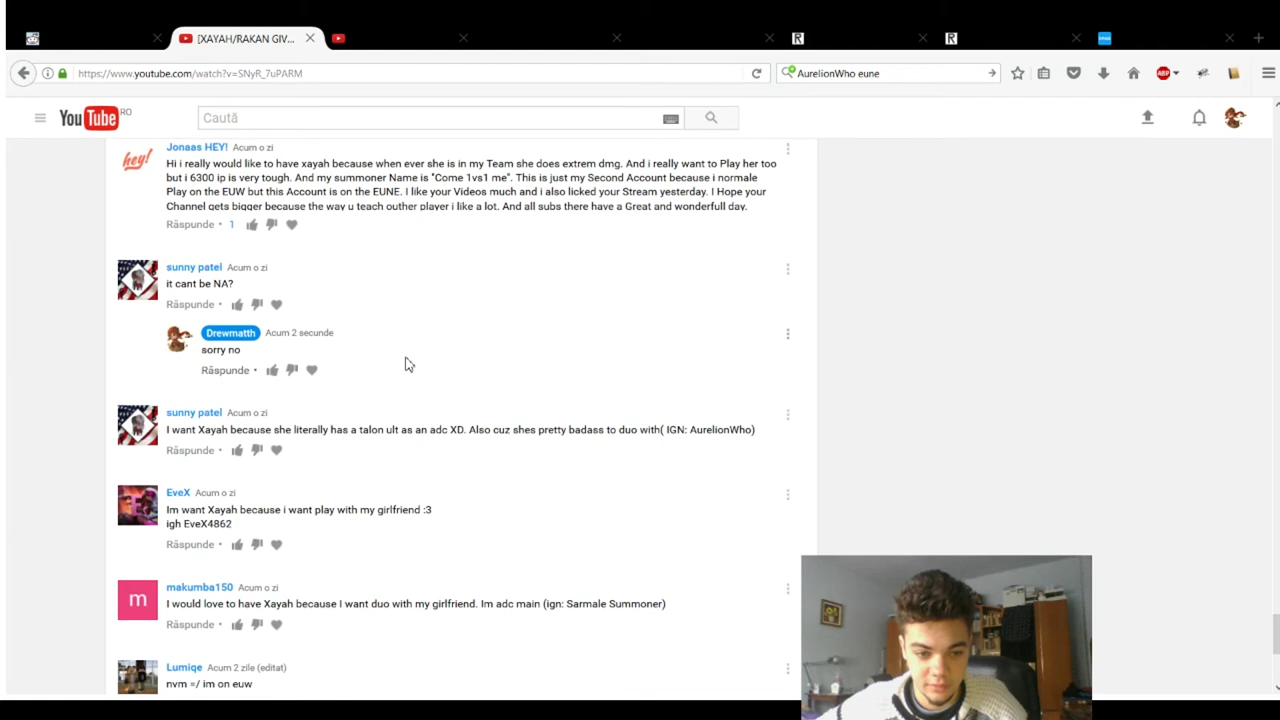 [XAYAH/RAKAN GIV...
https://www.youtube.com/watch?v=SNyR_7uPARM
AurelionWho eune
ABP
YouTube RO
Caută
hey!
Jonaas HEY! Acum o zi
Hi i really would like to have xayah because when ever she is in my Team she does extrem dmg. And i really want to Play her too
but i 6300 ip is very tough. And my summoner Name is "Come 1vs1 me". This is just my Second Account because i normale
Play on the EUW but this Account is on the EUNE. I like your Videos much and i also licked your Stream yesterday. I Hope your
Channel gets bigger because the way u teach outher player i like a lot. And all subs there have a Great and wonderfull day.
Răspunde • 1
sunny patel Acum o zi
it cant be NA?
Răspunde •
Drewmatth Acum 2 secunde
sorry no
Răspunde •
sunny patel Acum o zi
I want Xayah because she literally has a talon ult as an adc XD. Also cuz shes pretty badass to duo with( IGN: AurelionWho)
Răspunde •
EveX Acum o zi
Im want Xayah because i want play with my girlfriend :3
igh EveX4862
Răspunde •
m
makumba150 Acum o zi
I would love to have Xayah because I want duo with my girlfriend. Im adc main (ign: Sarmale Summoner)
Răspunde •
Lumiqe Acum 2 zile (editat)
nvm =/ im on euw